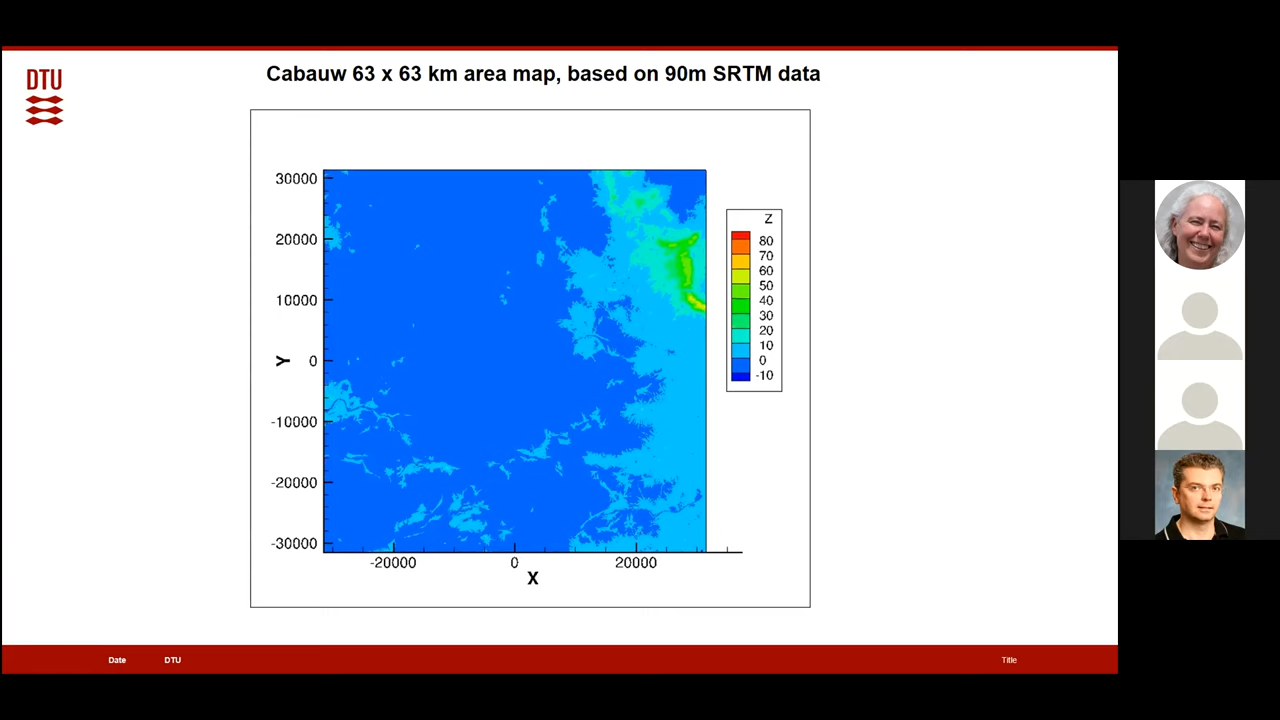 DTU
Cabauw 63 x 63 km area map, based on 90m SRTM data
30000
20000
10000
0
-10000
-20000
-30000
Y
-20000
0
20000
X
Z
80
70
60
50
40
30
20
10
0
-10
Date
DTU
Title